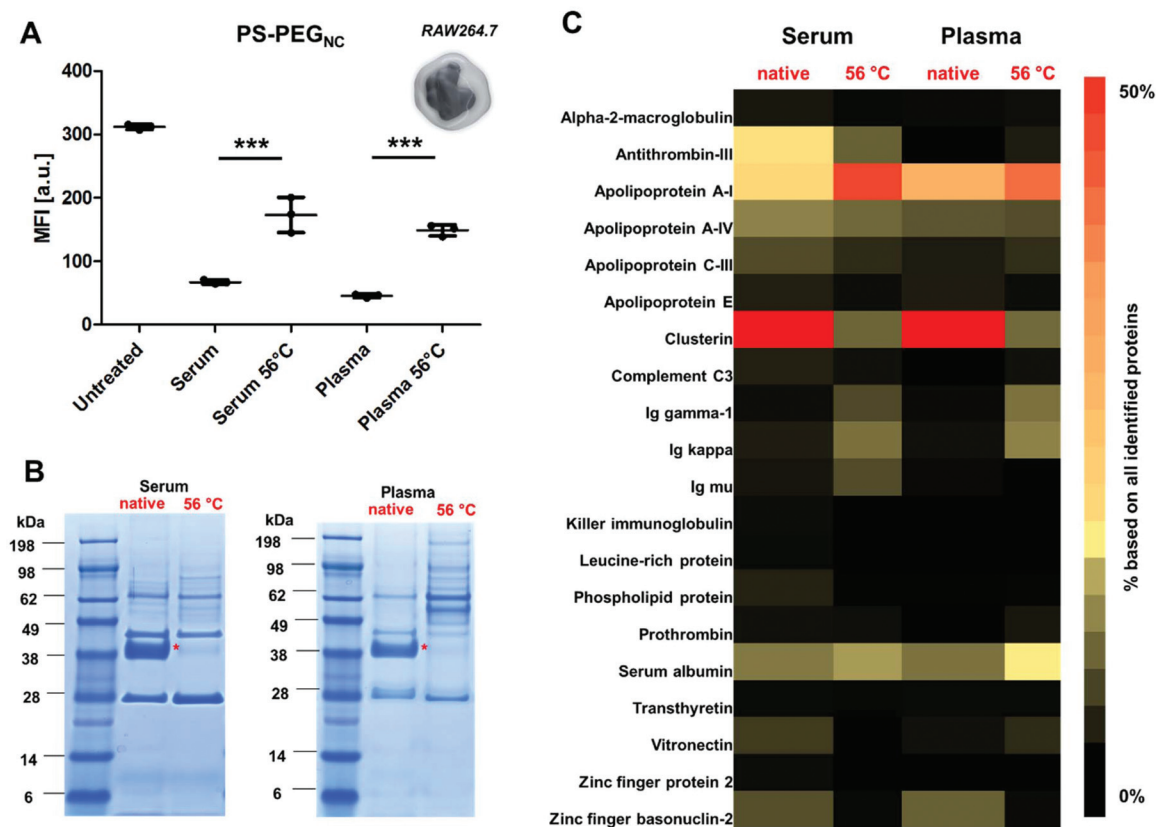 A
PS-PEGNC
RAW264.7
MFI [a.u.]
400
300
200
100
0
***
***
Untreated
Serum
Serum 56°C
Plasma
Plasma 56°C
B
Serum
native 56 °C
kDa
198
98
62
49
38
28
14
6
*
Plasma
native 56 °C
kDa
198
98
62
49
38
28
14
6
*
C
Serum Plasma
native 56 °C native 56 °C
Alpha-2-macroglobulin
Antithrombin-III
Apolipoprotein A-I
Apolipoprotein A-IV
Apolipoprotein C-III
Apolipoprotein E
Clusterin
Complement C3
Ig gamma-1
Ig kappa
Ig mu
Killer immunoglobulin
Leucine-rich protein
Phospholipid protein
Prothrombin
Serum albumin
Transthyretin
Vitronectin
Zinc finger protein 2
Zinc finger basonuclin-2
50%
% based on all identified proteins
0%